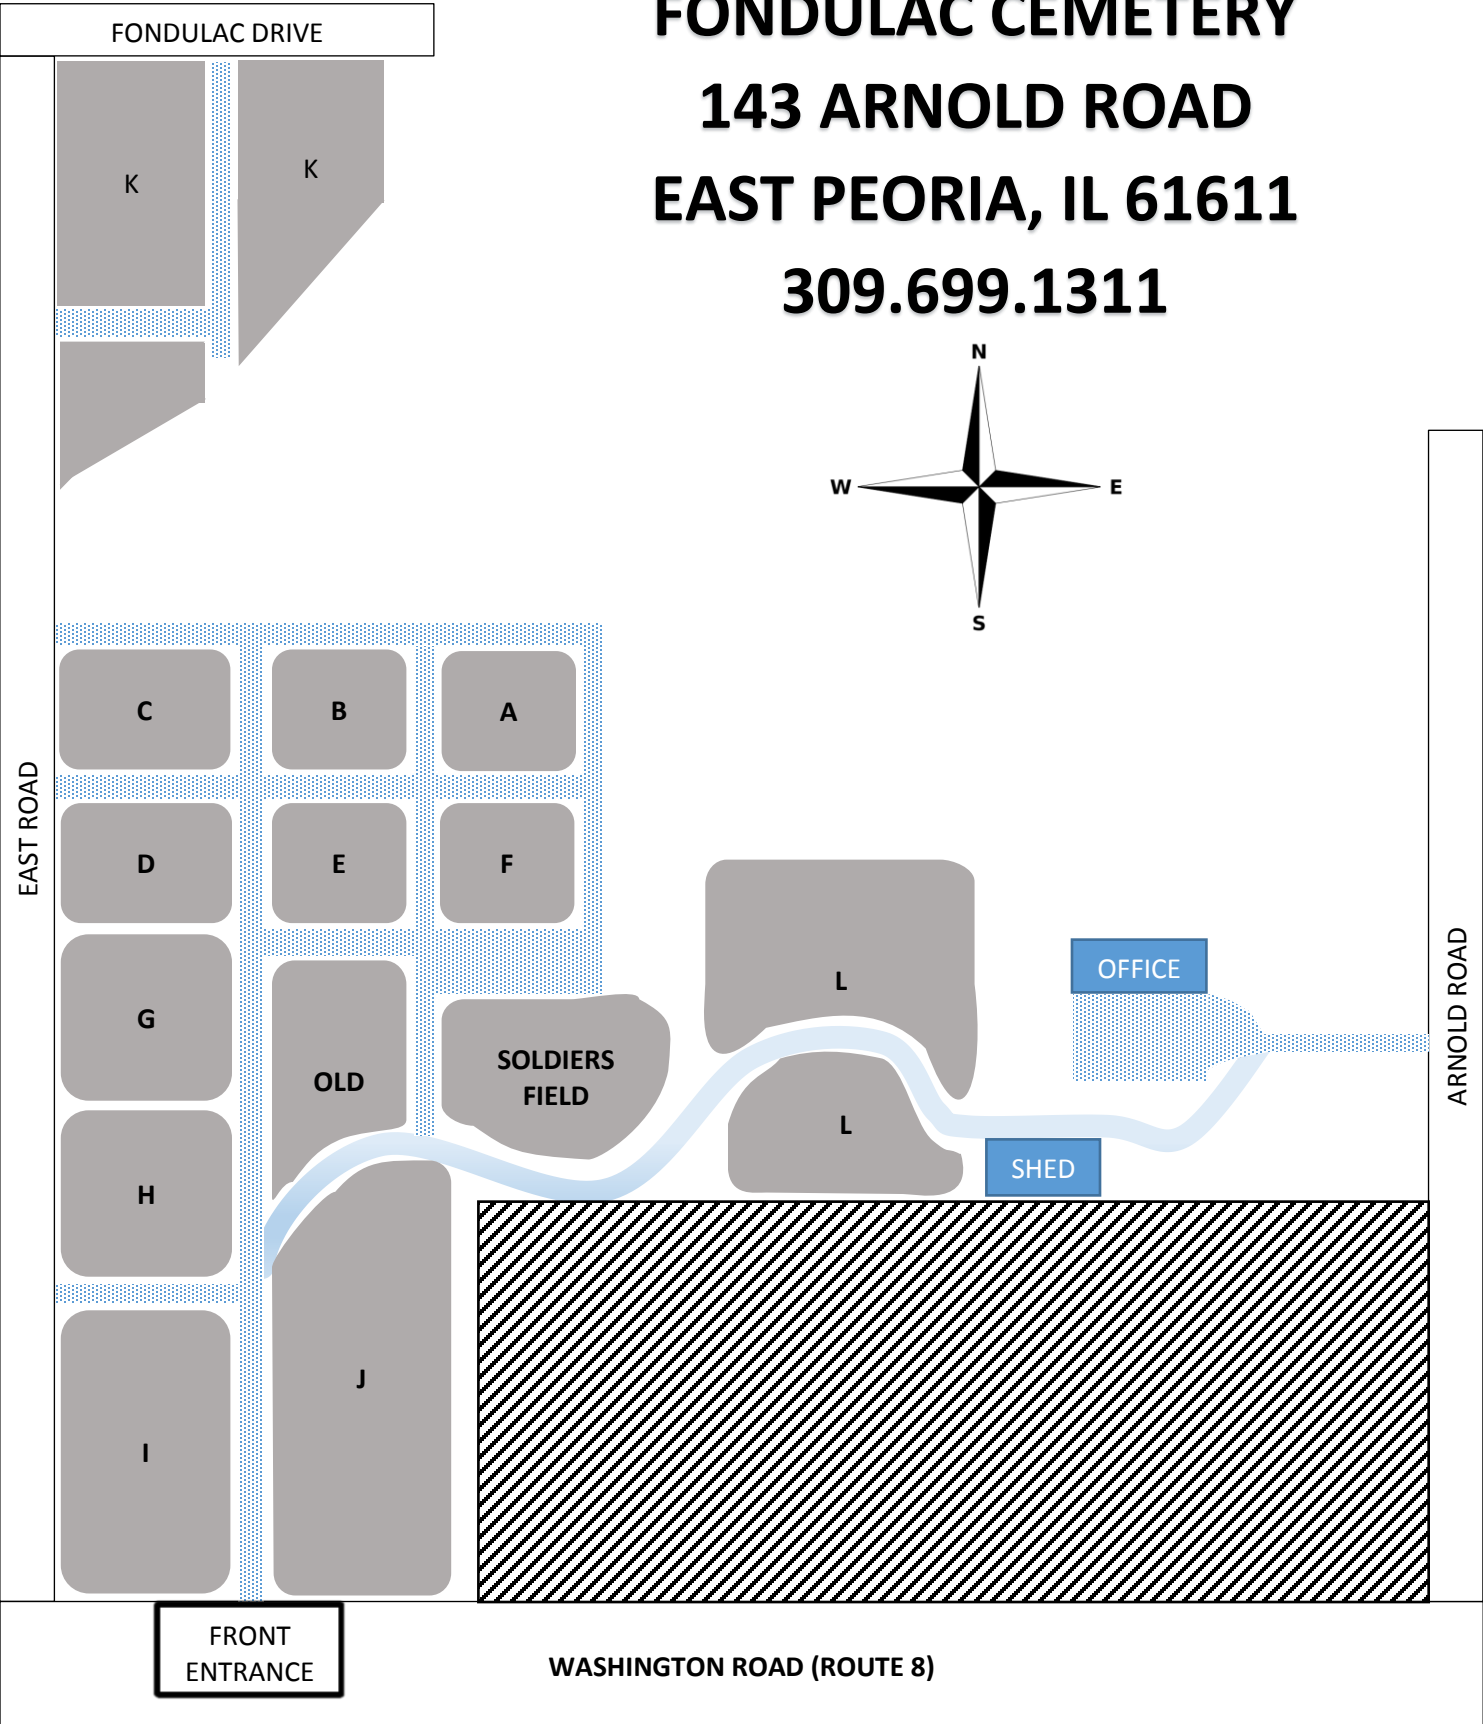 FONDULAC CEMETERY
143 ARNOLD ROAD
EAST PEORIA, IL 61611
309.699.1311
FONDULAC DRIVE
K
K
N
W
E
S
C
B
A
EAST ROAD
D
E
F
G
OLD
SOLDIERS
FIELD
L
L
OFFICE
SHED
ARNOLD ROAD
H
I
J
FRONT
ENTRANCE
WASHINGTON ROAD (ROUTE 8)